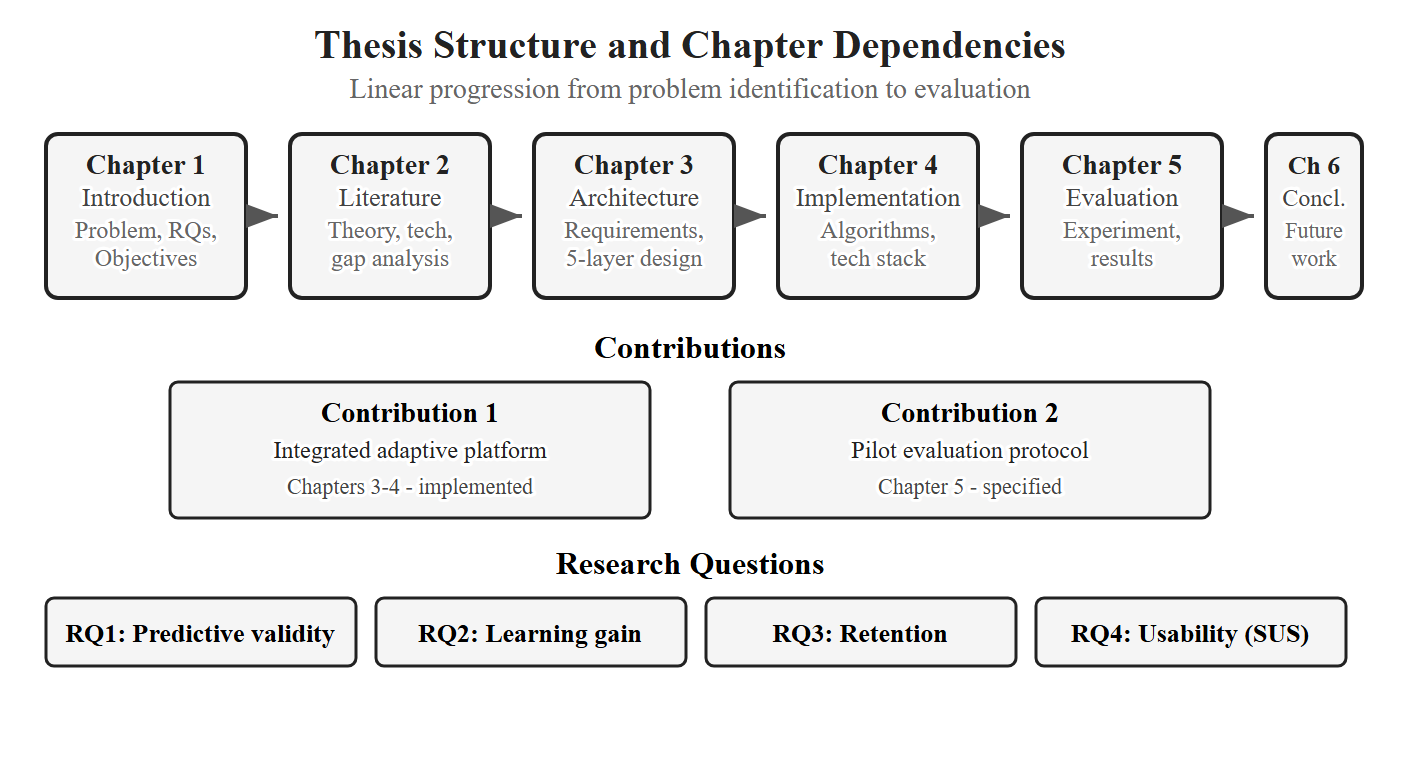 Thesis Structure and Chapter Dependencies
Linear progression from problem identification to evaluation
Chapter 1
Introduction
Problem, RQs,
Objectives
Chapter 2
Literature
Theory, tech,
gap analysis
Chapter 3
Architecture
Requirements,
5-layer design
Chapter 4
Implementation
Algorithms,
tech stack
Chapter 5
Evaluation
Experiment,
results
Ch 6
Concl.
Future
work
Contributions
Contribution 1
Integrated adaptive platform
Chapters 3-4 - implemented
Contribution 2
Pilot evaluation protocol
Chapter 5 - specified
Research Questions
RQ1: Predictive validity
RQ2: Learning gain
RQ3: Retention
RQ4: Usability (SUS)